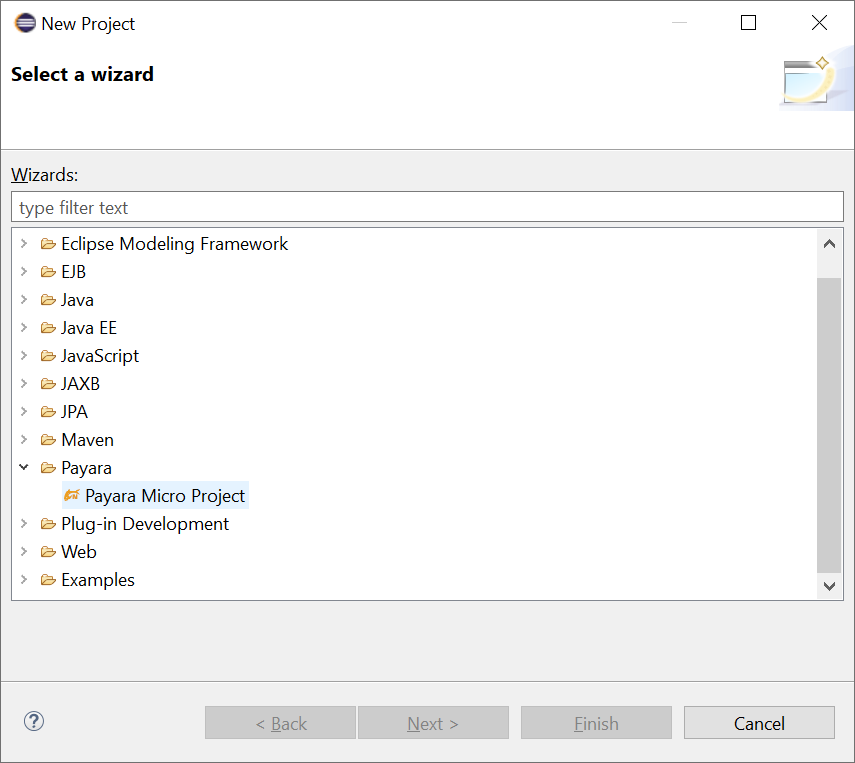 New Project
Select a wizard
Wizards:
type filter text
Eclipse Modeling Framework
EJB
Java
Java EE
JavaScript
JAXB
JPA
Maven
Payara
Payara Micro Project
Plug-in Development
Web
Examples
< Back Next > Finish Cancel